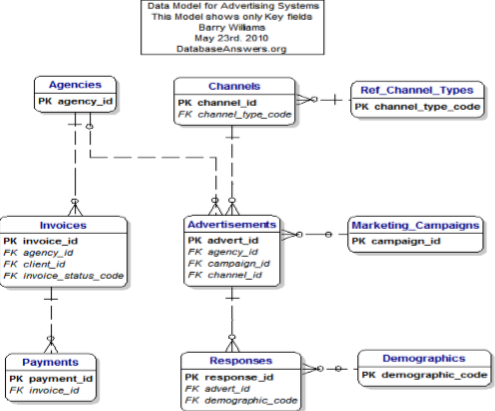 Data Model for Advertising Systems
This Model shows only Key fields
Barry Williams
May 23rd. 2010
DatabaseAnswers.org
Agencies
PK agency_id
Channels
PK channel_id
FK channel_type_code
Ref_Channel_Types
PK channel_type_code
Invoices
PK invoice_id
FK agency_id
FK client_id
FK invoice_status_code
Advertisements
PK advert_id
FK agency_id
FK campaign_id
FK channel_id
Marketing_Campaigns
PK campaign_id
Payments
PK payment_id
FK invoice_id
Responses
PK response_id
FK advert_id
FK demographic_code
Demographics
PK demographic_code